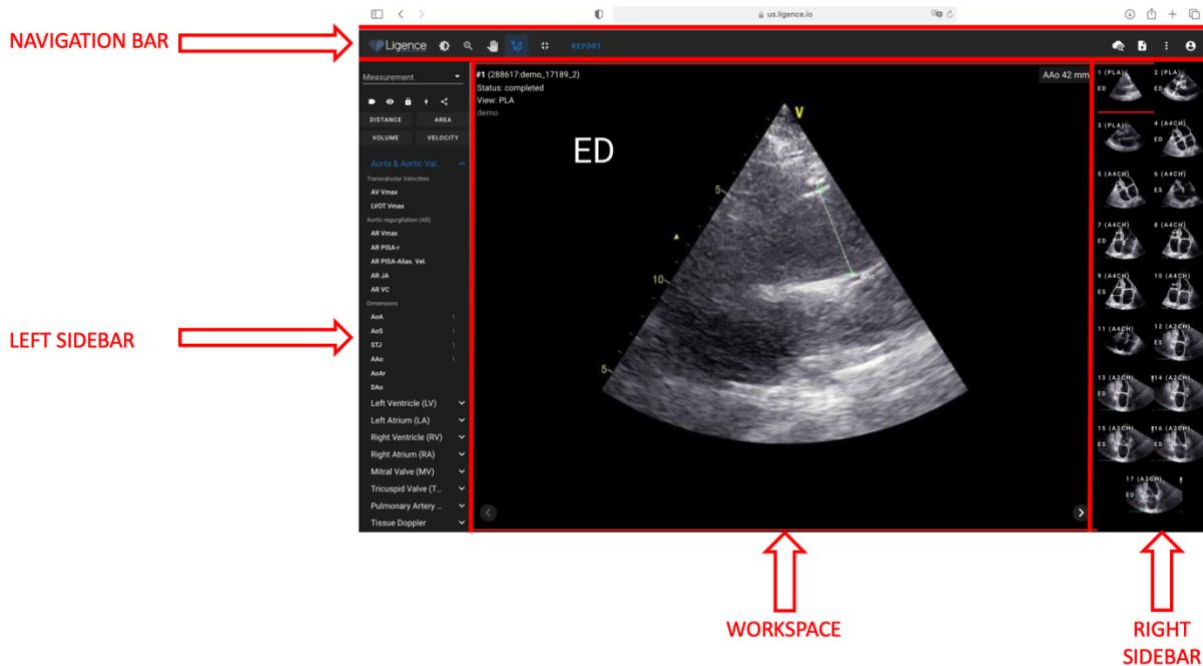 us.ligence.io
NAVIGATION BAR
Ligence
REPORT
Measurement
DISTANCE
AREA
VOLUME
VELOCITY
Aorta & Aortic Val..
Transvalvular Velocities
AV Vmax
LVOT Vmax
Aortic regurgitation (AR)
AR Vmax
AR PISA-r
AR PISA-Alias. Vel.
AR JA
AR VC
Dimensions
AoA 1
AoS 1
STJ 1
AAo 1
AoAr
DAo
Left Ventricle (LV)
Left Atrium (LA)
Right Ventricle (RV)
Right Atrium (RA)
Mitral Valve (MV)
Tricuspid Valve (T...
Pulmonary Artery ...
Tissue Doppler
LEFT SIDEBAR
#1 (288617:demo_17189_2)
Status: completed
View: PLA
demo
AAo 42 mm
ED
V
5
10
5
1 (PLA)
ED
2 (PLA)
3 (PLA)
4 (A4CH)
ED
5 (A4CH)
6 (A4CH)
ES
7 (A4CH)
ED
8 (A4CH)
9 (A4CH)
ES
10 (A4CH)
11 (A4CH)
12 (A2CH)
ES
13 (A2CH)
ED
14 (A2CH)
15 (A2CH)
ES
16 (A2CH)
ED
17 (A2CH)
ED
WORKSPACE
RIGHT
SIDEBAR